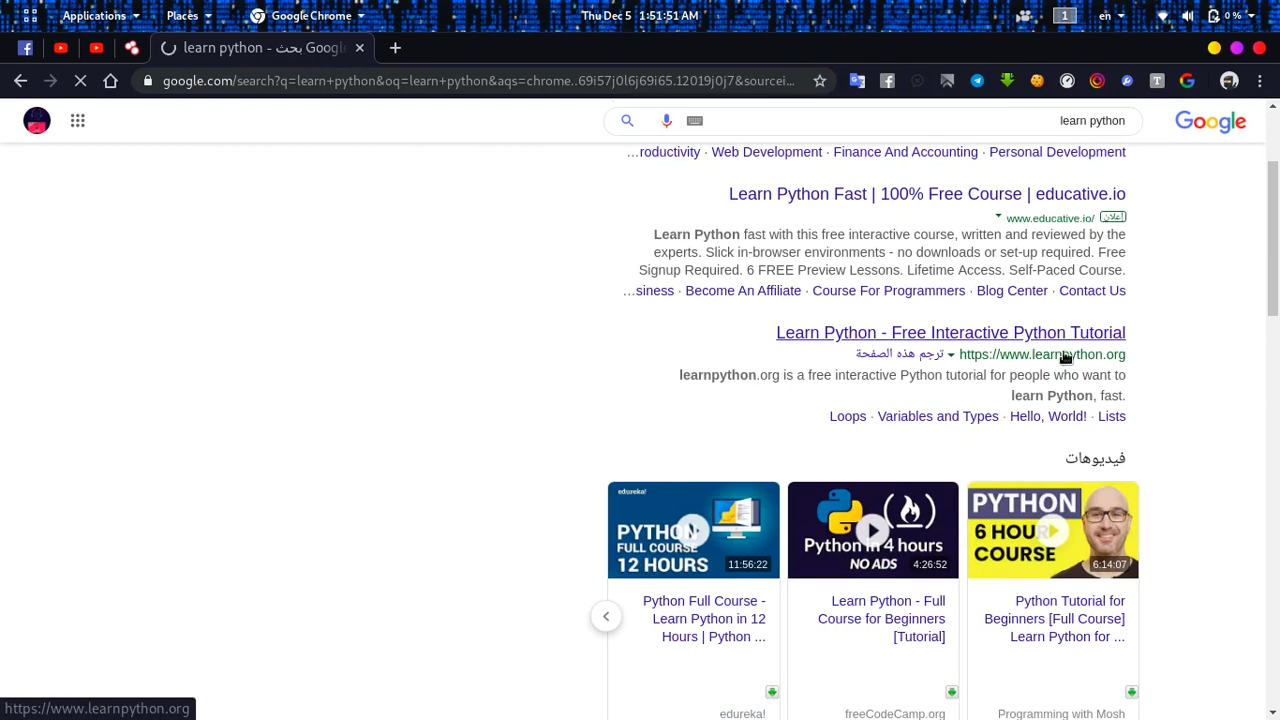 Applications Places Google Chrome Thu Dec 5 1:51:51 AM 1 en 0 %
learn python - بحث Google
google.com/search?q=learn+python&oq=learn+python&aqs=chrome..69i57j0l6j69i65.12019j0j7&sourcei...
learn python Google
...roductivity · Web Development · Finance And Accounting · Personal Development
Learn Python Fast | 100% Free Course | educative.io
www.educative.io/ إعلان
Learn Python fast with this free interactive course, written and reviewed by the
experts. Slick in-browser environments - no downloads or set-up required. Free
Signup Required. 6 FREE Preview Lessons. Lifetime Access. Self-Paced Course.
...siness · Become An Affiliate · Course For Programmers · Blog Center · Contact Us
Learn Python - Free Interactive Python Tutorial
https://www.learnpython.org ترجم هذه الصفحة
learnpython.org is a free interactive Python tutorial for people who want to
learn Python, fast.
Loops · Variables and Types · Hello, World! · Lists
فيديوهات
PYTHON
6 HOUR
COURSE
6:14:07
Python Tutorial for
Beginners [Full Course]
Learn Python for ...
Programming with Mosh
Python in 4 hours
NO ADS
4:26:52
Learn Python - Full
Course for Beginners
[Tutorial]
freeCodeCamp.org
edureka!
PYTHON
FULL COURSE
12 HOURS
11:56:22
Python Full Course -
Learn Python in 12
Hours | Python ...
edureka!
https://www.learnpython.org